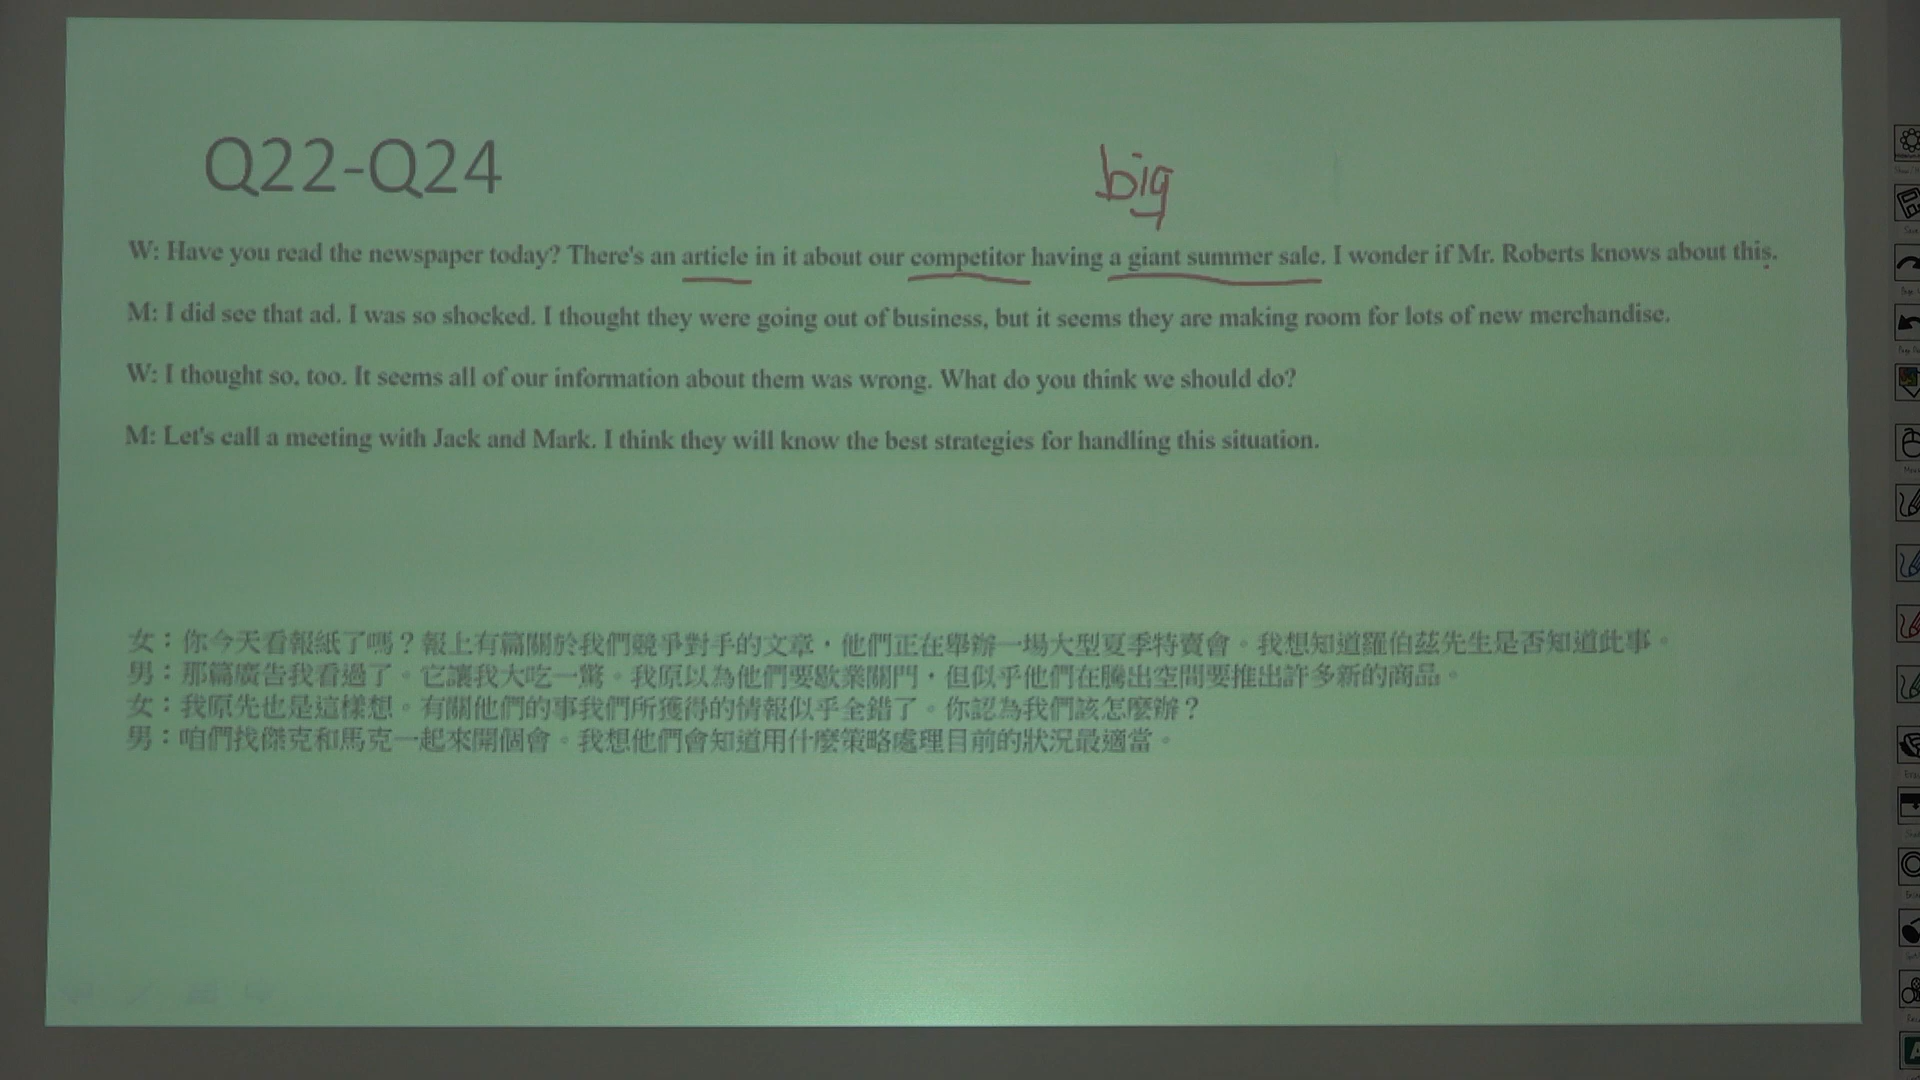 big
Q22-Q24
W: Have you read the newspaper today? There's an article in it about our competitor having a giant summer sale. I wonder if Mr. Roberts knows about this.
M: I did see that ad. I was so shocked. I thought they were going out of business, but it seems they are making room for lots of new merchandise.
W: I thought so, too. It seems all of our information about them was wrong. What do you think we should do?
M: Let's call a meeting with Jack and Mark. I think they will know the best strategies for handling this situation.
女：你今天看報紙了嗎？報上有篇關於我們競爭對手的文章，他們正在舉辦一場大型夏季特賣會。我想知道羅伯茲先生是否知道此事。
男：那篇廣告我看過了。它讓我大吃一驚。我原以為他們要歇業關門，但似乎他們在騰出空間要推出許多新的商品。
女：我原先也是這樣想。有關他們的事我們所獲得的情報似乎全錯了。你認為我們該怎麼辦？
男：咱們找傑克和馬克一起來開個會。我想他們會知道用什麼策略處理目前的狀況最適當。